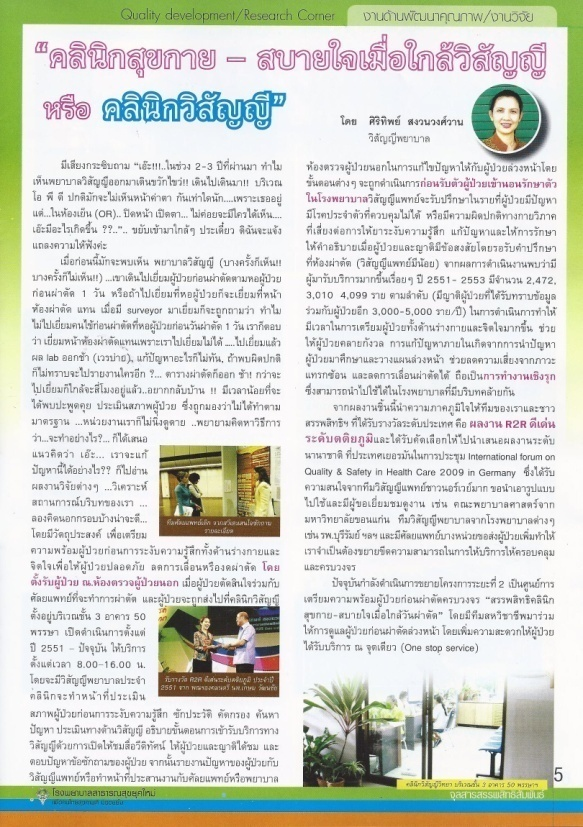 Quality development/Research Corner
งานด้านพัฒนาคุณภาพ/งานวิจัย
“คลินิกสุขกาย – สบายใจเมื่อใกล้วิสัญญี
หรือ คลินิกวิสัญญี”
โดย ศิริทิพย์ สงวนวงศ์วาน
วิสัญญีพยาบาล
มีเสียงกระซิบถาม “เอ๊ะ!!!..ในช่วง 2-3 ปีที่ผ่านมา ทำไม
เห็นพยาบาลวิสัญญีออกมาเดินขวักไขว่!! เดินไปเดินมา!! บริเวณ
โอ พี ดี ปกติมักจะไม่เห็นหน้าค่าตา กันเท่าใดนัก....เพราะเธออยู่
แต่...ในห้องเย็น (OR).. ปิดหน้า เปิดตา... ไม่ค่อยจะมีใครได้เห็น....
เอ๊ะมีอะไรเกิดขึ้น ??..”.. ขยับเข้ามาใกล้ๆ ประเดี๋ยว ดิฉันจะแจ้ง
แถลงความให้ฟังค่ะ
เมื่อก่อนนี้มักจะพบเห็น พยาบาลวิสัญญี (บางครั้งก็เห็น!!
บางครั้งก็ไม่เห็น!!) ...เขาเดินไปเยี่ยมผู้ป่วยก่อนผ่าตัดตามหอผู้ป่วย
ก่อนผ่าตัด 1 วัน หรือถ้าไปเยี่ยมที่หอผู้ป่วยก็จะเยี่ยมที่หน้า
ห้องผ่าตัด แทน เมื่อมี surveyor มาเยี่ยมก็จะถูกถามว่า ทำไม
ไม่ไปเยี่ยมคนไข้ก่อนผ่าตัดที่หอผู้ป่วยก่อนวันผ่าตัด 1 วัน เราก็ตอบ
ว่า เยี่ยมหน้าห้องผ่าตัดแทนเพราะเราไปเยี่ยมไม่ได้ ....ไปเยี่ยมแล้ว
ผล lab ออกช้า (เวรบ่าย), แก้ปัญหาอะไรก็ไม่ทัน, ถ้าพบผิดปกติ
ก็ไม่ทราบจะไปรายงานใครอีก ?... ตารางผ่าตัดก็ออก ช้า! กว่าจะ
ไปเยี่ยมก็ใกล้จะสี่โมงอยู่แล้ว..อยากกลับบ้าน !! มีเวลาน้อยที่จะ
ได้พบปะพูดคุย ประเมินสภาพผู้ป่วย ซึ่งถูกมองว่าไม่ได้ทำตาม
มาตรฐาน ...หน่วยงานเราก็ไม่นิ่งดูดาย ..พยายามคิดหาวิธีการ
ว่า...จะทำอย่างไร?... ก็ได้เสนอ
แนวคิดว่า เอ๊ะ... เราจะแก้
ปัญหานี้ได้อย่างไร?? ก็ไปอ่าน
ผลงานวิจัยต่างๆ ...วิเคราะห์
สถานการณ์บริบทของเรา ...
ลองคิดนอกกรอบบ้างน่าจะดี...
โดยมีวัตถุประสงค์ เพื่อเตรียม
ความพร้อมผู้ป่วยก่อนการระงับความรู้สึกทั้งด้านร่างกายและ
จิตใจเพื่อให้ผู้ป่วยปลอดภัย ลดการเลื่อนหรืองดผ่าตัด โดย
ตั้งรับผู้ป่วย ณ.ห้องตรวจผู้ป่วยนอก เมื่อผู้ป่วยตัดสินใจร่วมกับ
ศัลยแพทย์ที่จะทำการผ่าตัด และผู้ป่วยจะถูกส่งไปที่คลินิกวิสัญญี
ตั้งอยู่บริเวณชั้น 3 อาคาร 50
พรรษา เปิดดำเนินการตั้งแต่
ปี 2551 - ปัจจุบัน ให้บริการ
ตั้งแต่เวลา 8.00-16.00 น.
โดยจะมีวิสัญญีพยาบาลประจำ
คลินิกจะทำหน้าที่ประเมิน
สภาพผู้ป่วยก่อนการระงับความรู้สึก ซักประวัติ คัดกรอง ค้นหา
ปัญหา ประเมินทางด้านวิสัญญี อธิบายขั้นตอนการเข้ารับบริการทาง
วิสัญญีด้วยการเปิดให้ชมสื่อวีดิทัศน์ ให้ผู้ป่วยและญาติได้ชม และ
ตอบปัญหาข้อซักถามของผู้ป่วย จากนั้นรายงานปัญหาของผู้ป่วยกับ
วิสัญญีแพทย์หรือทำหน้าที่ประสานงานกับศัลยแพทย์หรือพยาบาล
รับรางวัล R2R ดีเด่นระดับตติยภูมิ ประจำปี
ห้องตรวจผู้ป่วยนอกในการแก้ไขปัญหาให้กับผู้ป่วยล่วงหน้าโดย
ขั้นตอนต่างๆ จะถูกดำเนินการก่อนรับตัวผู้ป่วยเข้านอนรักษาตัว
ในโรงพยาบาลวิสัญญีแพทย์จะรับปรึกษาในรายที่ผู้ป่วยมีปัญหา
มีโรคประจำตัวที่ควบคุมไม่ได้ หรือมีความผิดปกติทางกายวิภาค
ที่เสี่ยงต่อการให้ยาระงับความรู้สึก แก้ปัญหาและให้การรักษา
ให้คำอธิบายเมื่อผู้ป่วยและญาติมีข้อสงสัยโดยรอรับคำปรึกษา
ที่ห้องผ่าตัด (วิสัญญีแพทย์มีน้อย) จากผลการดำเนินงานพบว่ามี
ผู้มารับบริการมากขึ้นเรื่อยๆ ปี 2551- 2553 มีจำนวน 2,472,
3,010 4,099 ราย ตามลำดับ (มีญาติผู้ป่วยที่ได้รับทราบข้อมูล
ร่วมกับผู้ป่วยอีก 3,000-5,000 ราย/ปี) ในการดำเนินการทำให้
มีเวลาในการเตรียมผู้ป่วยทั้งด้านร่างกายและจิตใจมากขึ้น ช่วย
ให้ผู้ป่วยคลายกังวล การแก้ปัญหาภายในเกิดจากการนำปัญหา
ผู้ป่วยมาศึกษาและวางแผนล่วงหน้า ช่วยลดความเสี่ยงจากภาวะ
แทรกซ้อน และลดการเลื่อนผ่าตัดได้ ถือเป็นการทำงานเชิงรุก
ซึ่งสามารถนำไปใช้ได้ในโรงพยาบาลที่มีบริบทคล้ายกัน
จากผลงานชิ้นนี้นำความภาคภูมิใจให้ทีมของเราและชาว
สรรพสิทธิฯ ที่ได้รับรางวัลระดับประเทศ คือ ผลงาน R2R ดีเด่น
ระดับตติยภูมิและได้รับคัดเลือกให้ไปนำเสนอผลงานระดับ
นานาชาติ ที่ประเทศเยอรมันในการประชุม International forum on
Quality & Safety in Health Care 2009 in Germany ซึ่งได้รับ
ความสนใจจากทีมวิสัญญีแพทย์ชาวนอร์เวย์มาก ขอนำเอารูปแบบ
ไปใช้และมีผู้ขอเยี่ยมชมดูงาน เช่น คณะพยาบาลศาสตร์จาก
มหาวิทยาลัยขอนแก่น ทีมวิสัญญีพยาบาลจากโรงพยาบาลต่างๆ
เช่น รพ.บุรีรัมย์ ฯลฯ และมีศัลยแพทย์บางหน่วยขอส่งผู้ป่วยเพิ่มทำให้
เราจำเป็นต้องขยายขีดความสามารถในการให้บริการให้ครอบคลุม
และครบวงจร
ปัจจุบันกำลังดำเนินการขยายโครงการระยะที่ 2 เป็นศูนย์การ
เตรียมความพร้อมผู้ป่วยก่อนผ่าตัดครบวงจร “สรรพสิทธิคลินิก
สุขกาย-สบายใจเมื่อใกล้วันผ่าตัด” โดยมีทีมสหวิชาชีพมาร่วม
ให้การดูแลผู้ป่วยก่อนผ่าตัดล่วงหน้า โดยเพิ่มความสะดวกให้ผู้ป่วย
ได้รับบริการ ณ จุดเดียว (One stop service)
คลินิกวิสัญญีวิทยา บริเวณชั้น 3 อาคาร 50 พรรษาฯ
5
โรงพยาบาลสาธารณสุขยุคใหม่
จุลสารสรรพสิทธิสัมพันธ์